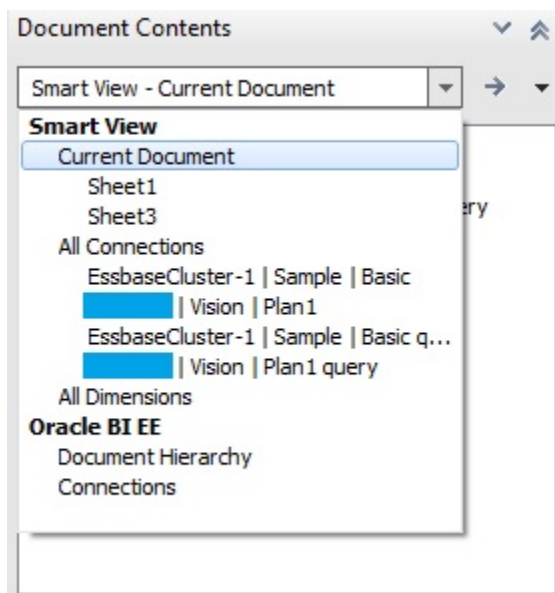 Document Contents
Smart View - Current Document
Smart View
Current Document
Sheet1
Sheet3
ery
All Connections
EssbaseCluster-1 | Sample | Basic
| Vision | Plan1
EssbaseCluster-1 | Sample | Basic q...
| Vision | Plan1 query
All Dimensions
Oracle BI EE
Document Hierarchy
Connections